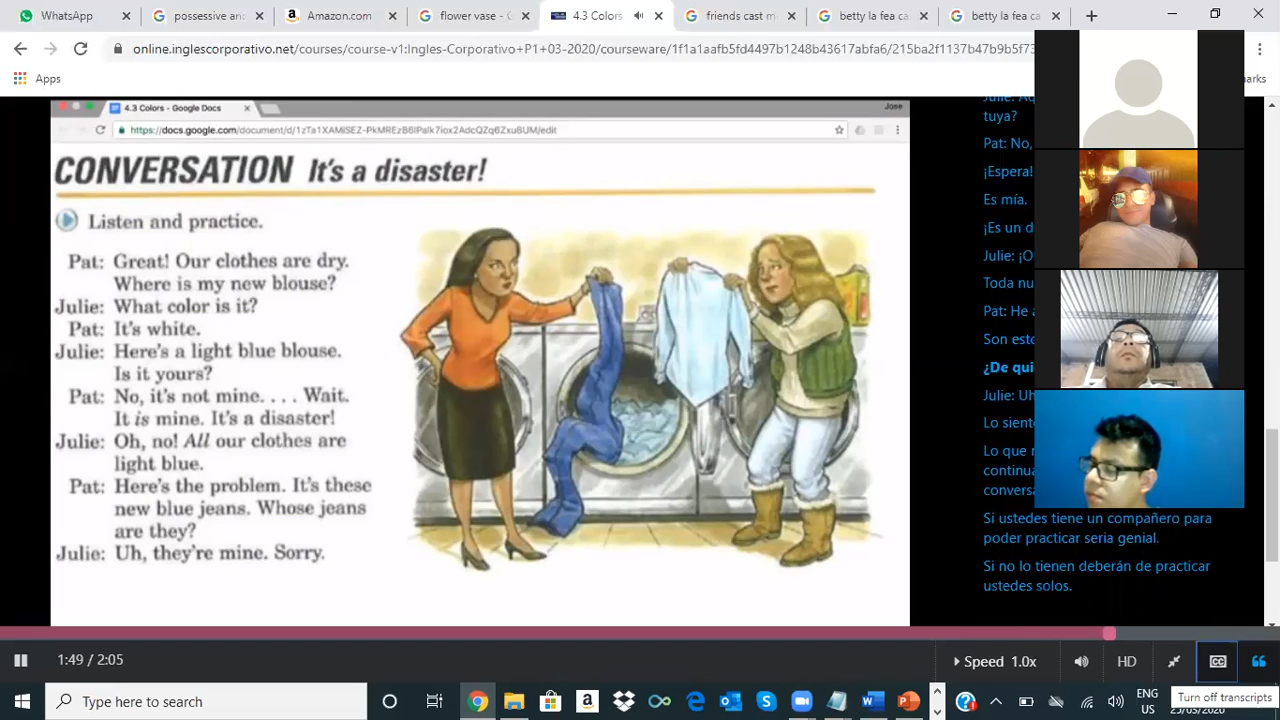 WhatsApp
possessive an
Amazon.com
flower vase - G
4.3 Colors
friends cast m
betty la fea ca
betty la fea ca
online.inglescorporativo.net/courses/course-v1:Ingles-Corporativo+P1+03-2020/courseware/1f1a1aafb5fd4497b1248b43617abfa6/215ba2f1137b47b9b5f73
Apps
4.3 Colors - Google Docs
Jose
CONVERSATION It's a disaster!
Listen and practice.
Pat: Great! Our clothes are dry.
Where is my new blouse?
Julie: What color is it?
Pat: It's white.
Julie: Here's a light blue blouse.
Is it yours?
Pat: No, it's not mine. . . . Wait.
It is mine. It's a disaster!
Julie: Oh, no! All our clothes are
light blue.
Pat: Here's the problem. It's these
new blue jeans. Whose jeans
are they?
Julie: Uh, they're mine. Sorry.
tuya?
Pat: No,
¡Espera!
Es mía.
¡Es un d
Julie: ¡O
Toda nu
Pat: He a
Son esto
¿De qui
Julie: Uh
Lo sient
Lo que
continua
convers
Si ustedes tiene un compañero para
poder practicar seria genial.
Si no lo tienen deberán de practicar
ustedes solos.
1:49 / 2:05
Speed 1.0x
HD
CC
Turn off transcripts
Type here to search
ENG
US
25/05/2020